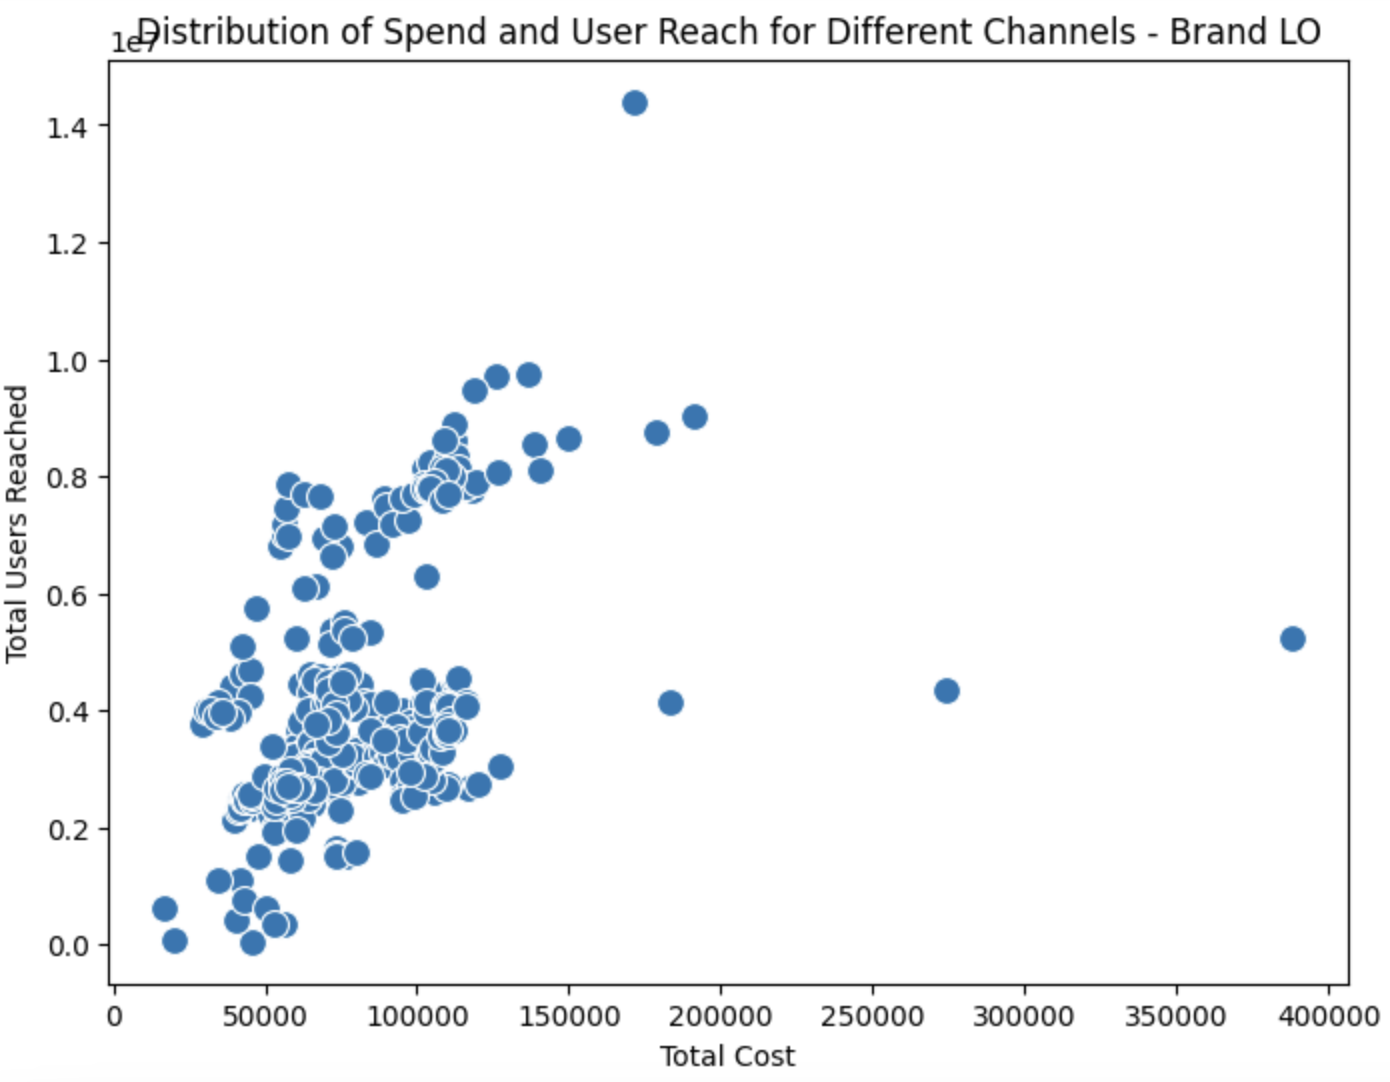 Distribution of Spend and User Reach for Different Channels - Brand LO
1e7
1.4
1.2
1.0
0.8
0.6
0.4
0.2
0.0
Total Users Reached
0 50000 100000 150000 200000 250000 300000 350000 400000
Total Cost